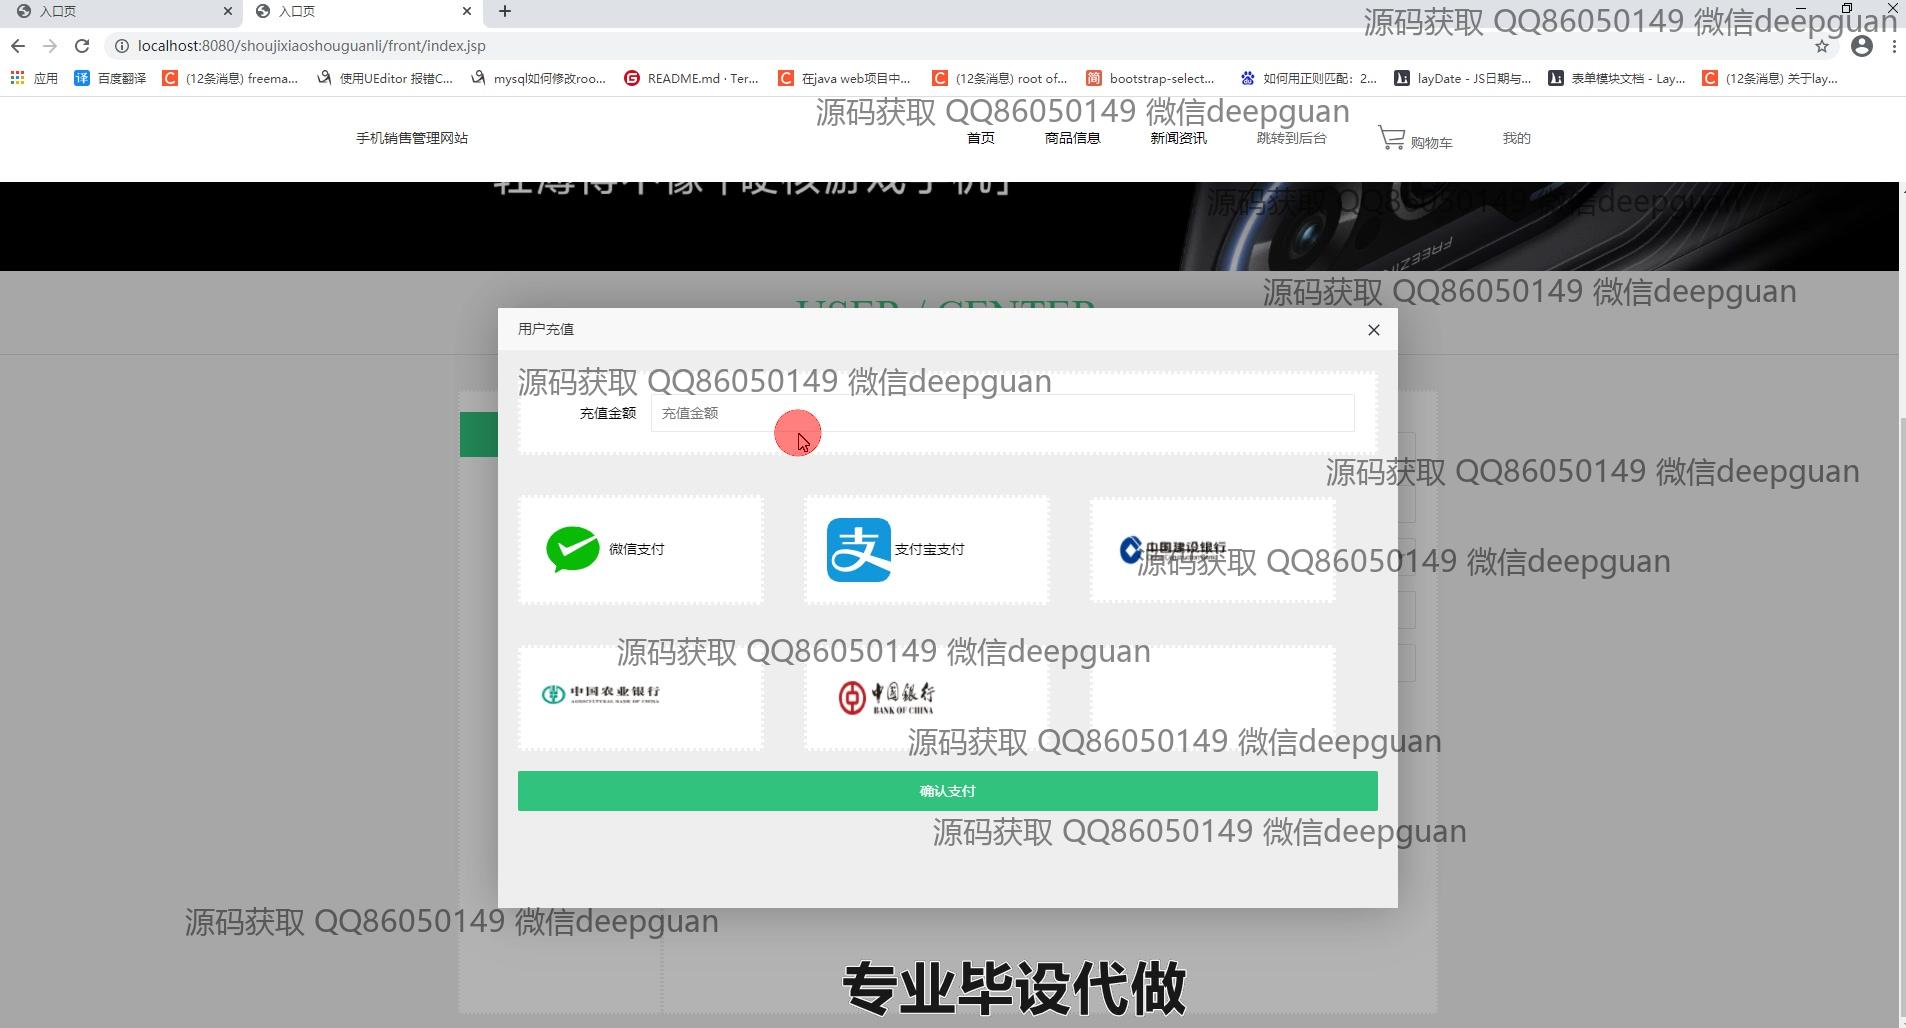 入口页
入口页
localhost:8080/shoujixiaoshouguanli/front/index.jsp
源码获取 QQ86050149 微信deepguan
应用
百度翻译
(12条消息) freema...
使用UEditor 报错C...
mysql如何修改roo...
README.md · Ter...
在java web项目中...
(12条消息) root of...
bootstrap-select...
如何用正则匹配：2...
layDate - JS日期与...
表单模块文档 - Lay...
(12条消息) 关于lay...
源码获取 QQ86050149 微信deepguan
手机销售管理网站
首页
商品信息
新闻资讯
跳转到后台
购物车
我的
轻薄得不像「硬核游戏手机」
源码获取 QQ86050149 微信deepguan
源码获取 QQ86050149 微信deepguan
USER / CENTER
用户充值
源码获取 QQ86050149 微信deepguan
充值金额
充值金额
源码获取 QQ86050149 微信deepguan
微信支付
支
支付宝支付
中国建设银行
源码获取 QQ86050149 微信deepguan
源码获取 QQ86050149 微信deepguan
中国农业银行
AGRICULTURAL BANK OF CHINA
中国银行
BANK OF CHINA
源码获取 QQ86050149 微信deepguan
确认支付
源码获取 QQ86050149 微信deepguan
源码获取 QQ86050149 微信deepguan
专业毕设代做